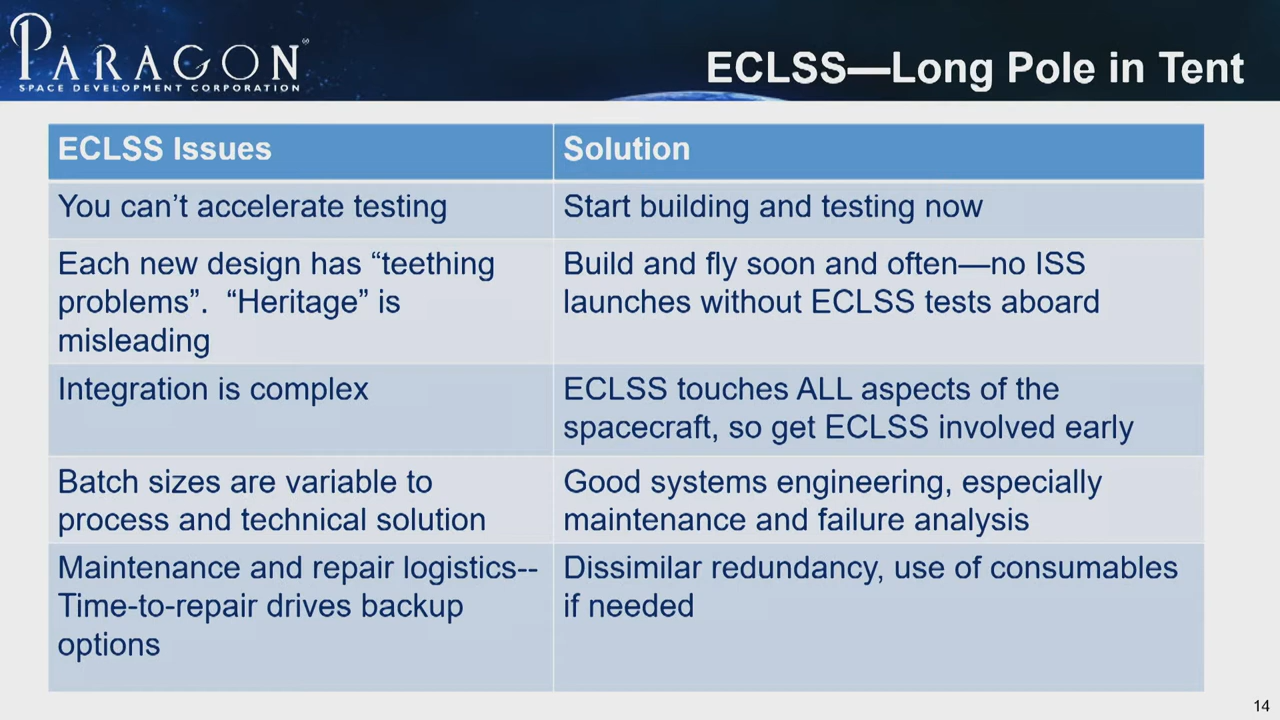 PARAGON®
SPACE DEVELOPMENT CORPORATION
ECLSS—Long Pole in Tent
ECLSS Issues
Solution
You can’t accelerate testing
Start building and testing now
Each new design has “teething
problems”.  “Heritage” is
misleading
Build and fly soon and often—no ISS
launches without ECLSS tests aboard
Integration is complex
ECLSS touches ALL aspects of the
spacecraft, so get ECLSS involved early
Batch sizes are variable to
process and technical solution
Good systems engineering, especially
maintenance and failure analysis
Maintenance and repair logistics--
Time-to-repair drives backup
options
Dissimilar redundancy, use of consumables
if needed
14